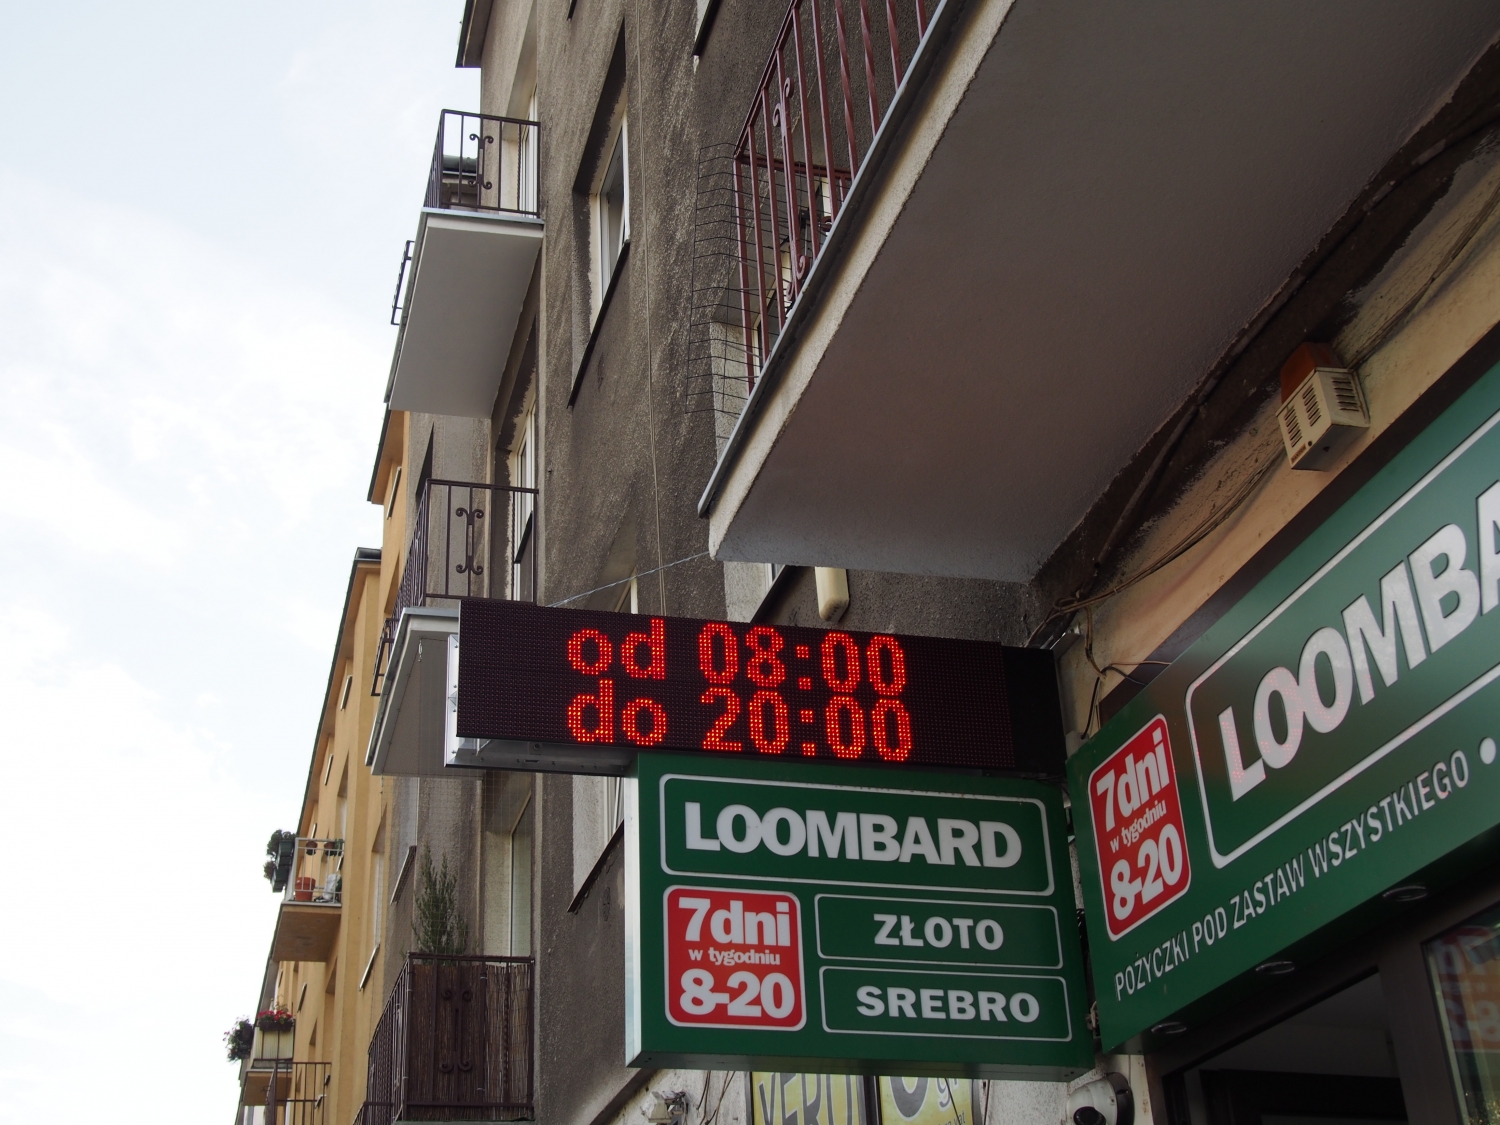 od 08:00
do 20:00
LOOMBARD
7dni
w tygodniu
8-20
ZŁOTO
SREBRO
7dni
w tygodniu
8-20
POŻYCZKI POD ZASTAW WSZYSTKIEGO •